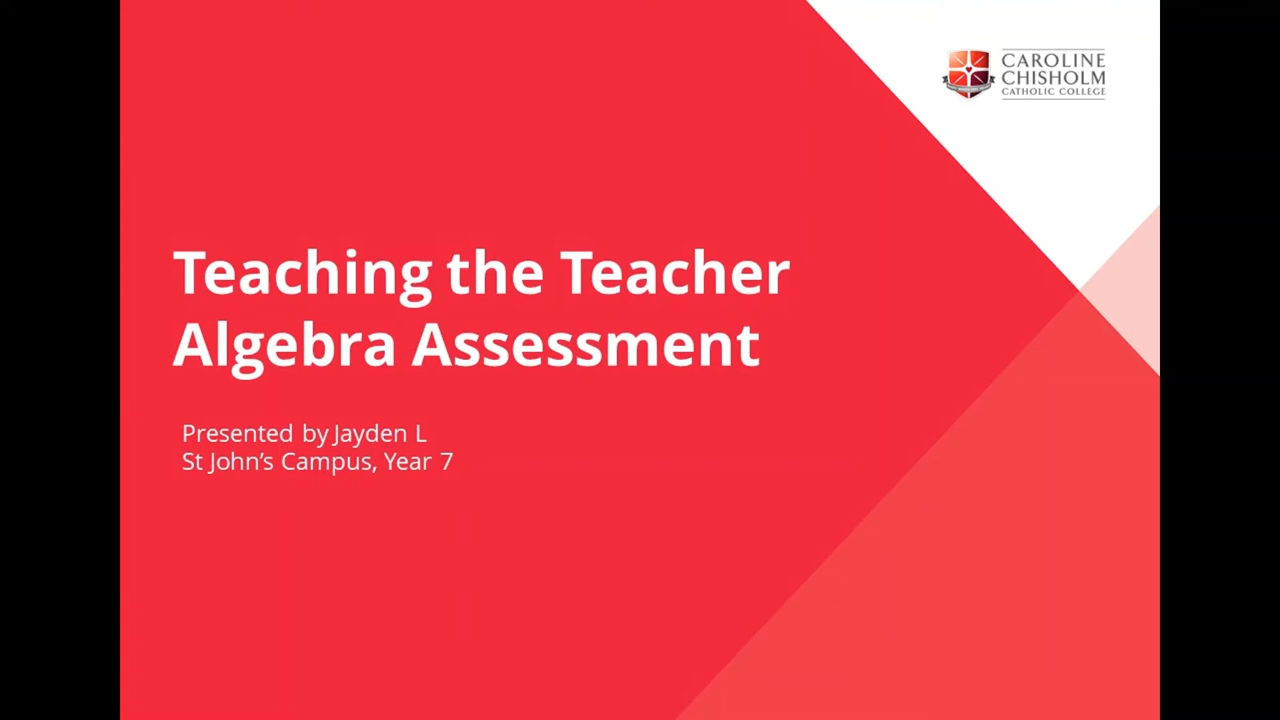 CAROLINE
CHISHOLM
CATHOLIC COLLEGE
Teaching the Teacher
Algebra Assessment
Presented by Jayden L
St John's Campus, Year 7